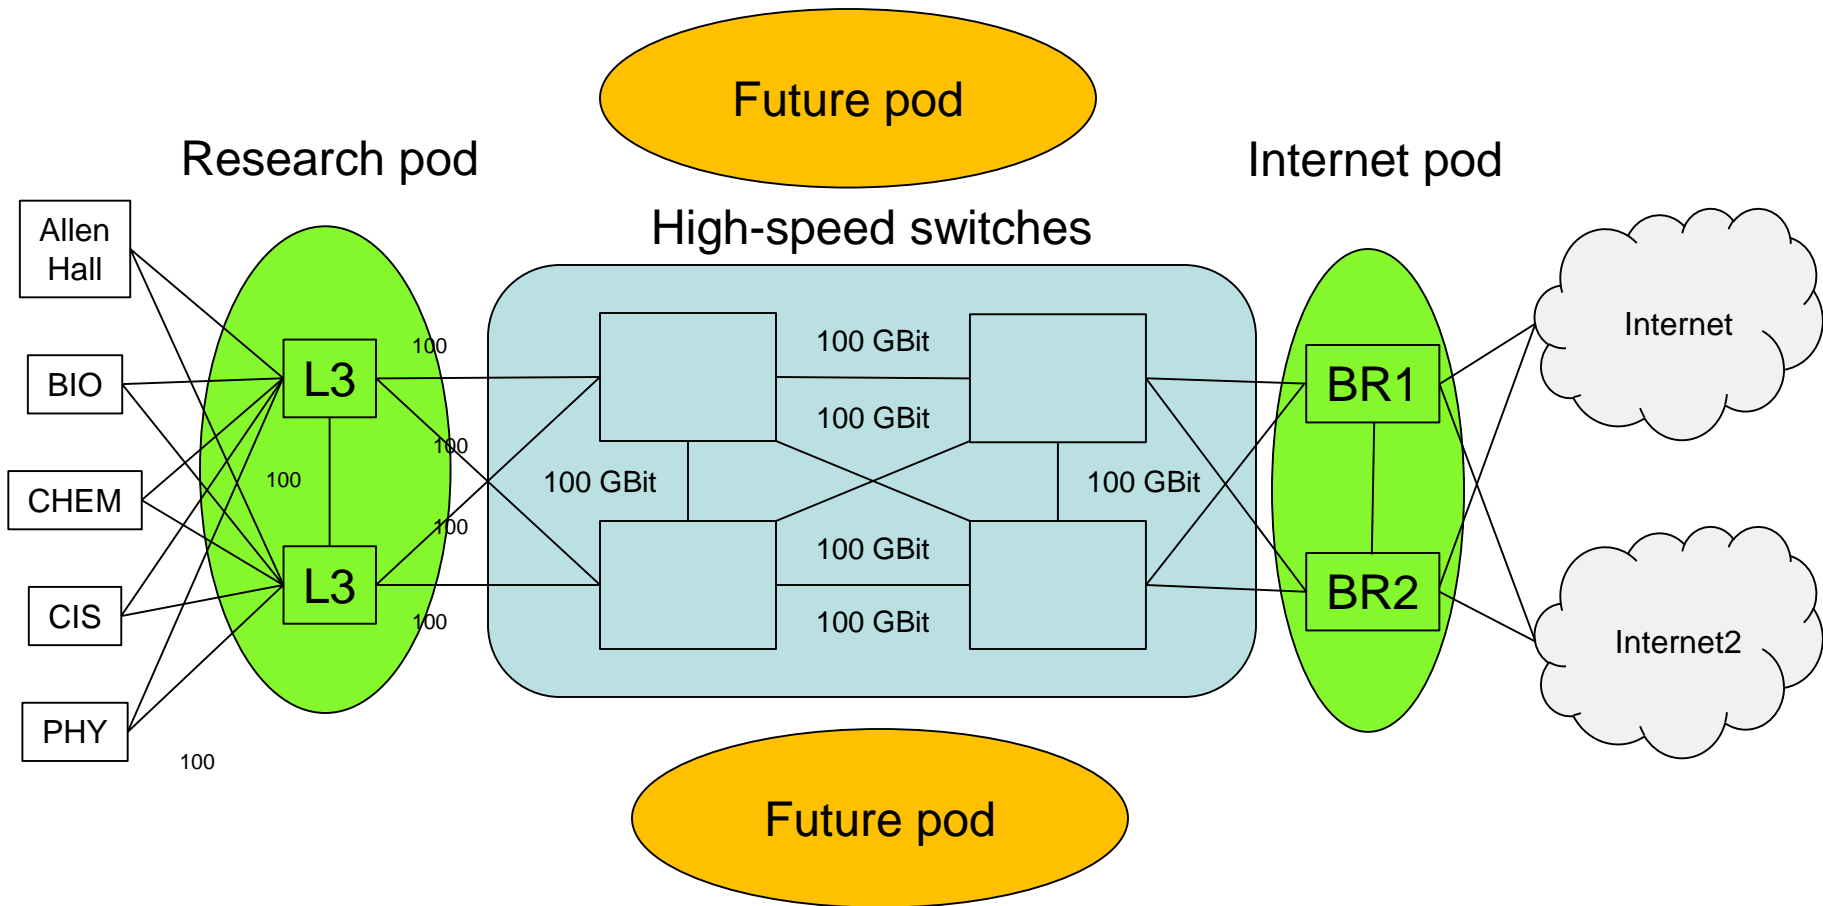 Future pod
Research pod
Internet pod
High-speed switches
Allen
Hall
BIO
CHEM
CIS
PHY
L3
L3
100
100
100
100
100
100
100 GBit
100 GBit
100 GBit
100 GBit
100 GBit
100 GBit
BR1
BR2
Internet
Internet2
Future pod